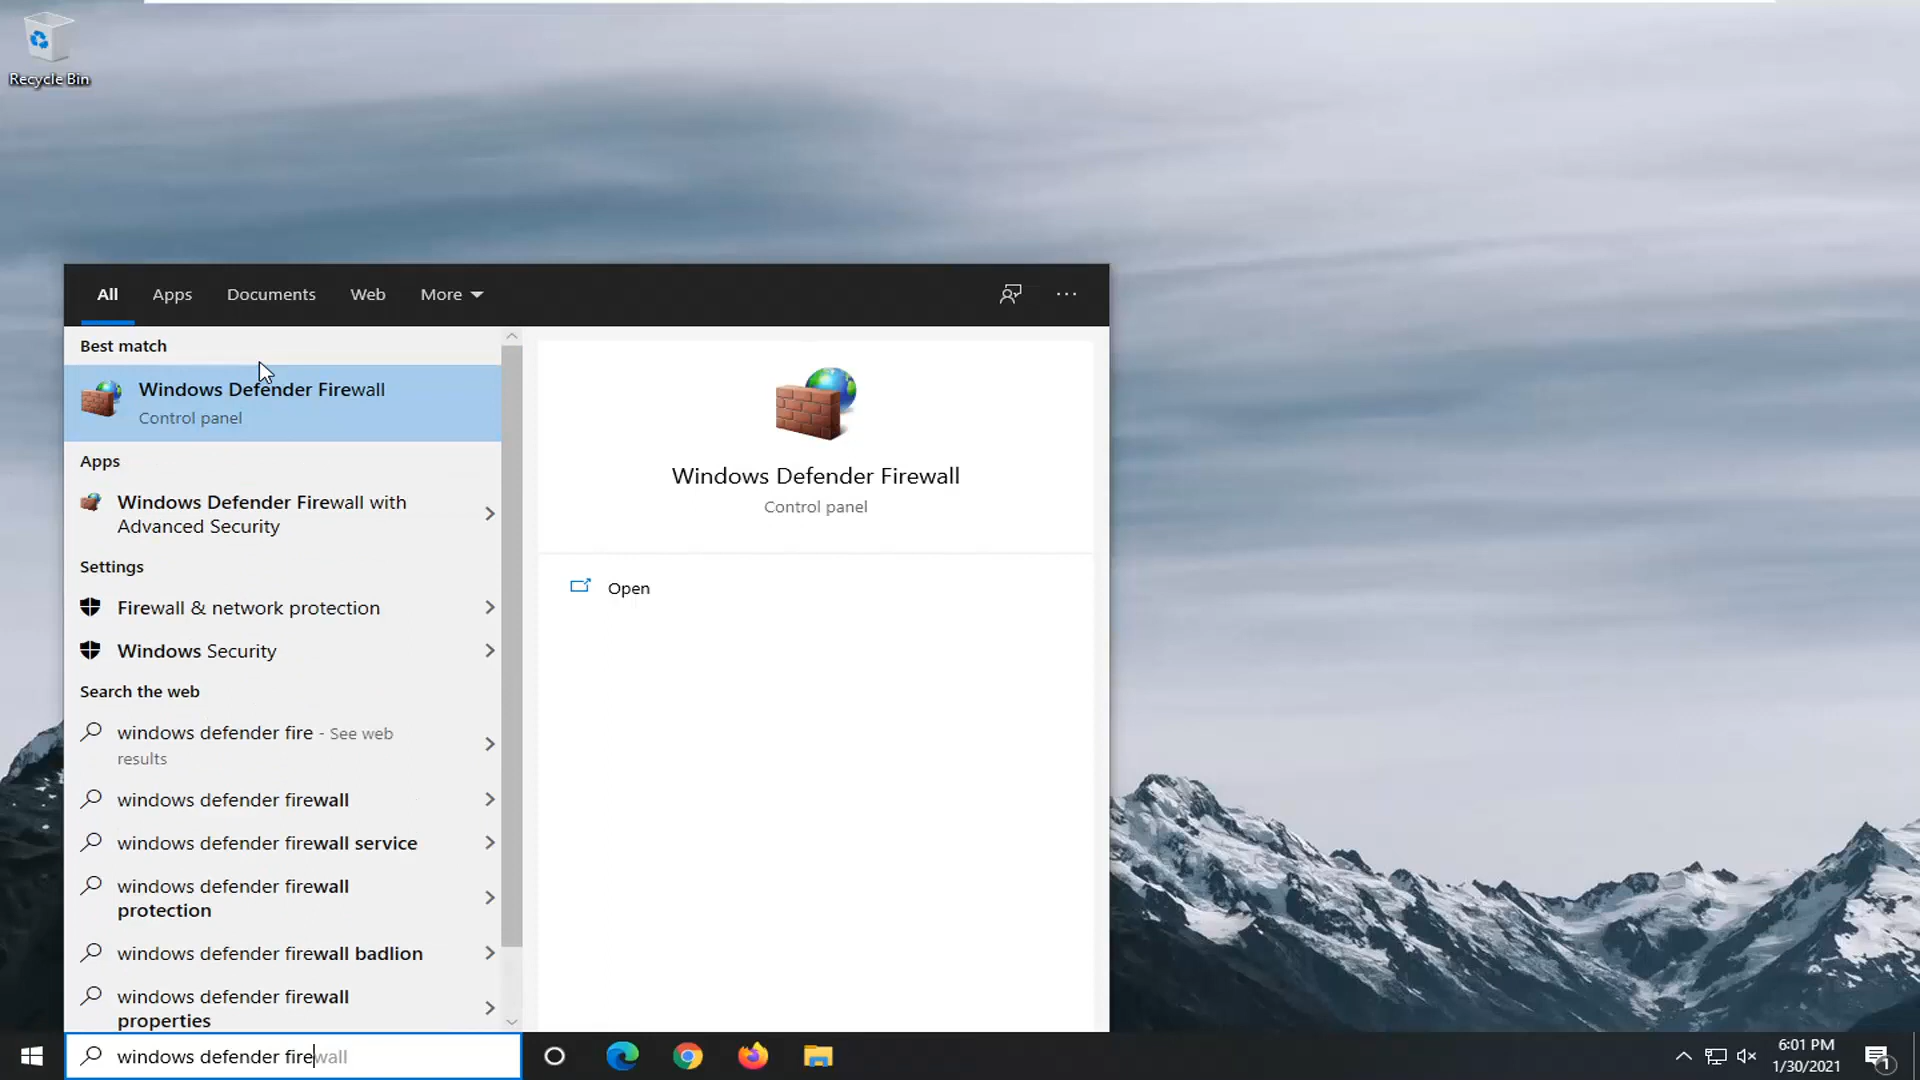 Recycle Bin
All Apps Documents Web More
Best match
Windows Defender Firewall
Control panel
Apps
Windows Defender Firewall with
Advanced Security
Settings
Firewall & network protection
Windows Security
Search the web
windows defender fire - See web
results
windows defender firewall
windows defender firewall service
windows defender firewall
protection
windows defender firewall badlion
windows defender firewall
properties
Windows Defender Firewall
Control panel
Open
windows defender firewall
6:01 PM
1/30/2021
1